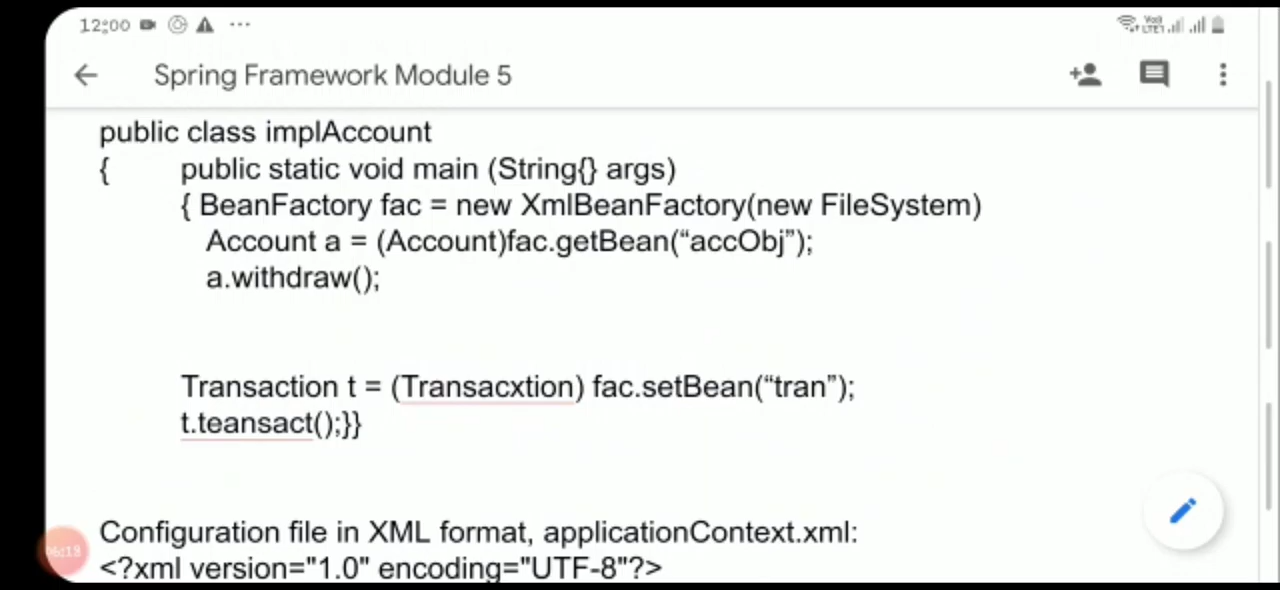 12:00
Spring Framework Module 5
public class implAccount
{ public static void main (String{} args)
{ BeanFactory fac = new XmlBeanFactory(new FileSystem)
Account a = (Account)fac.getBean(“accObj”);
a.withdraw();
Transaction t = (Transacxtion) fac.setBean(“tran”);
t.teansact();}}
Configuration file in XML format, applicationContext.xml:
06:13
<?xml version="1.0" encoding="UTF-8"?>